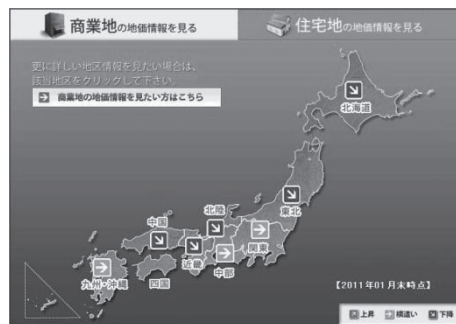 商業地の地価情報を見る
住宅地の地価情報を見る
更に詳しい地区情報を見たい場合は、
該当地区をクリックして下さい。
商業地の地価情報を見たい方はこちら
北海道
東北
北陸
中国
関東
近畿
中部
四国
九州・沖縄
【2011年01月末時点】
上昇 横這い 下降